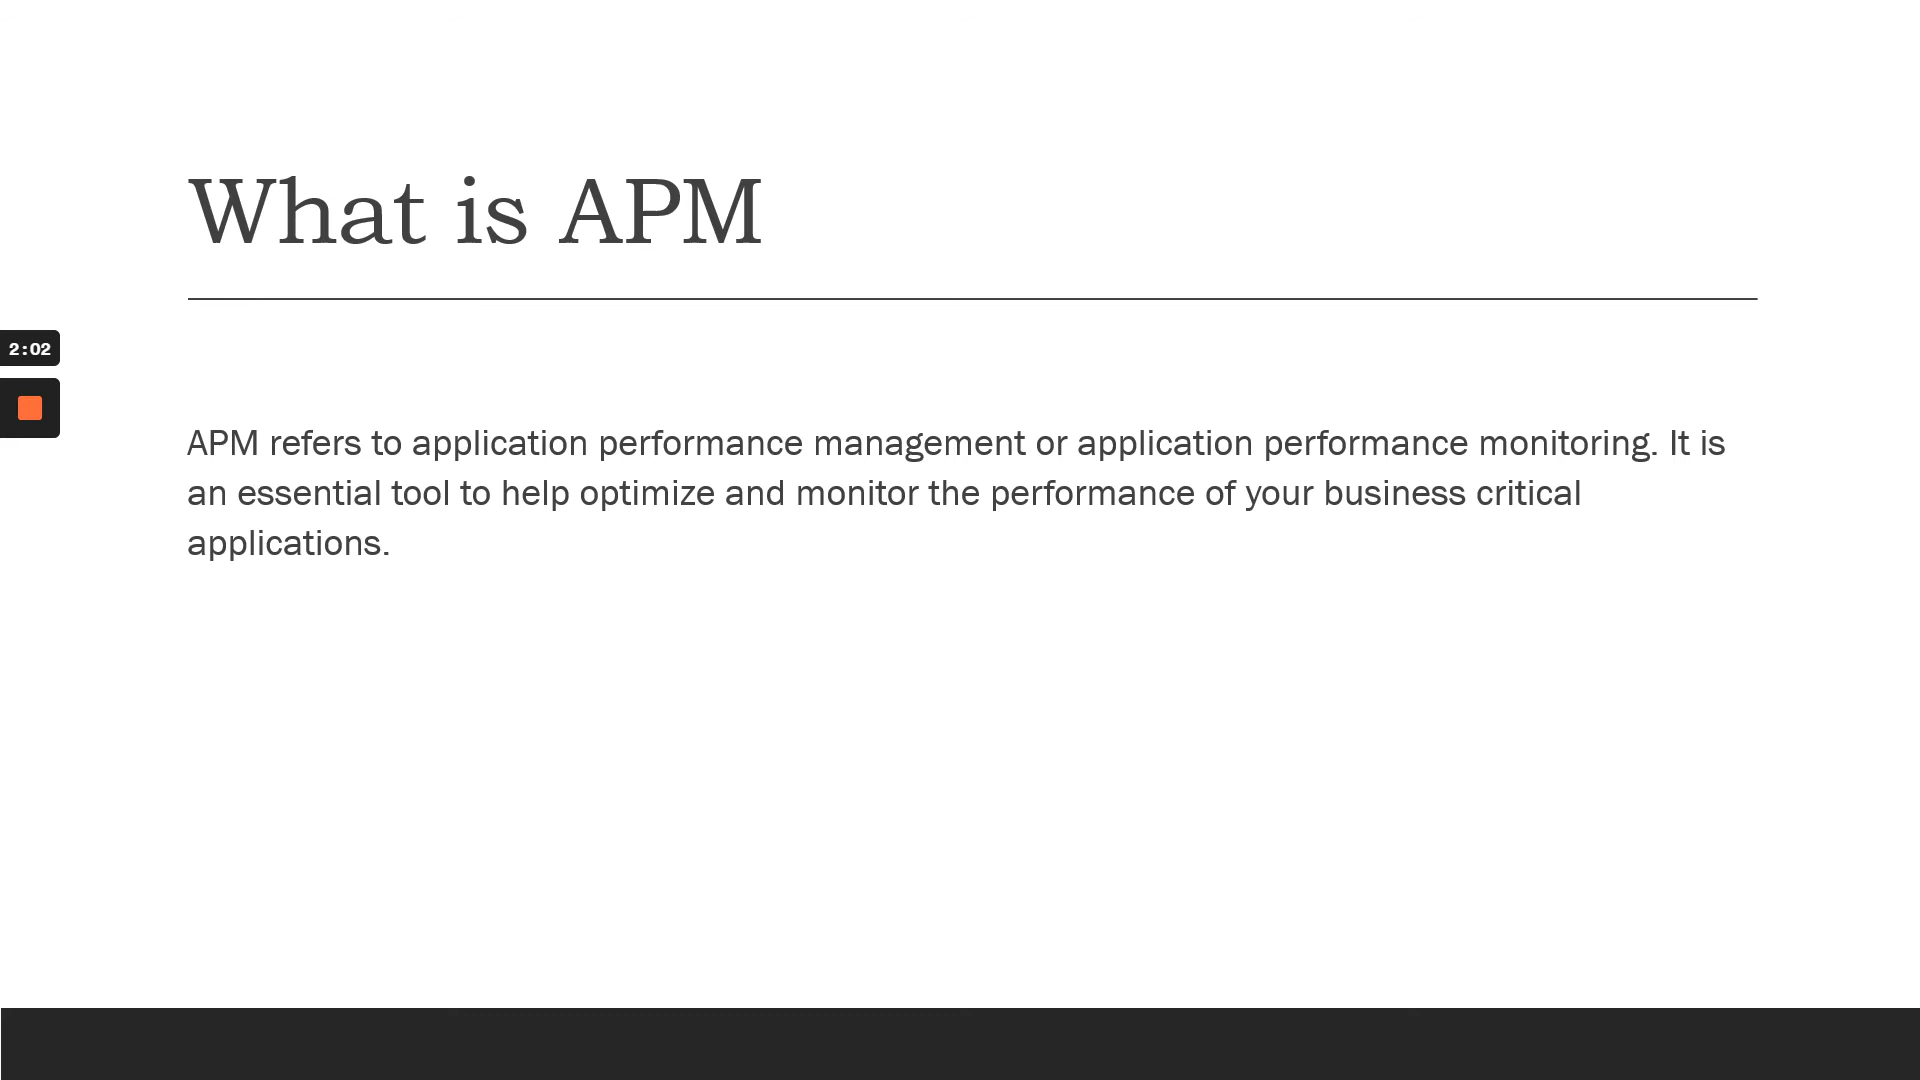 What is APM
2:02
APM refers to application performance management or application performance monitoring. It is
an essential tool to help optimize and monitor the performance of your business critical
applications.